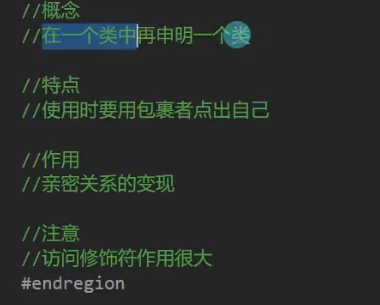 //概念
//在一个类中再申明一个类
//特点
//使用时要用包裹者点出自己
//作用
//亲密关系的变现
//注意
//访问修饰符作用很大
#endregion